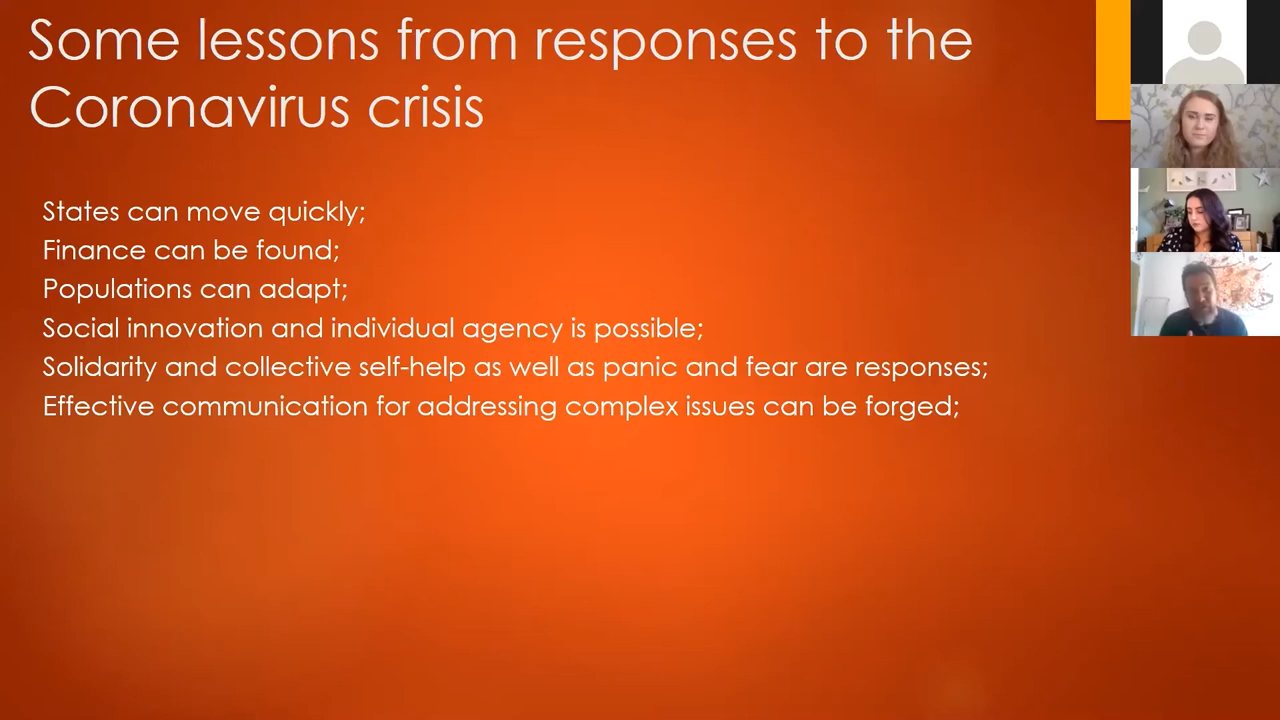 Some lessons from responses to the
Coronavirus crisis
States can move quickly;
Finance can be found;
Populations can adapt;
Social innovation and individual agency is possible;
Solidarity and collective self-help as well as panic and fear are responses;
Effective communication for addressing complex issues can be forged;